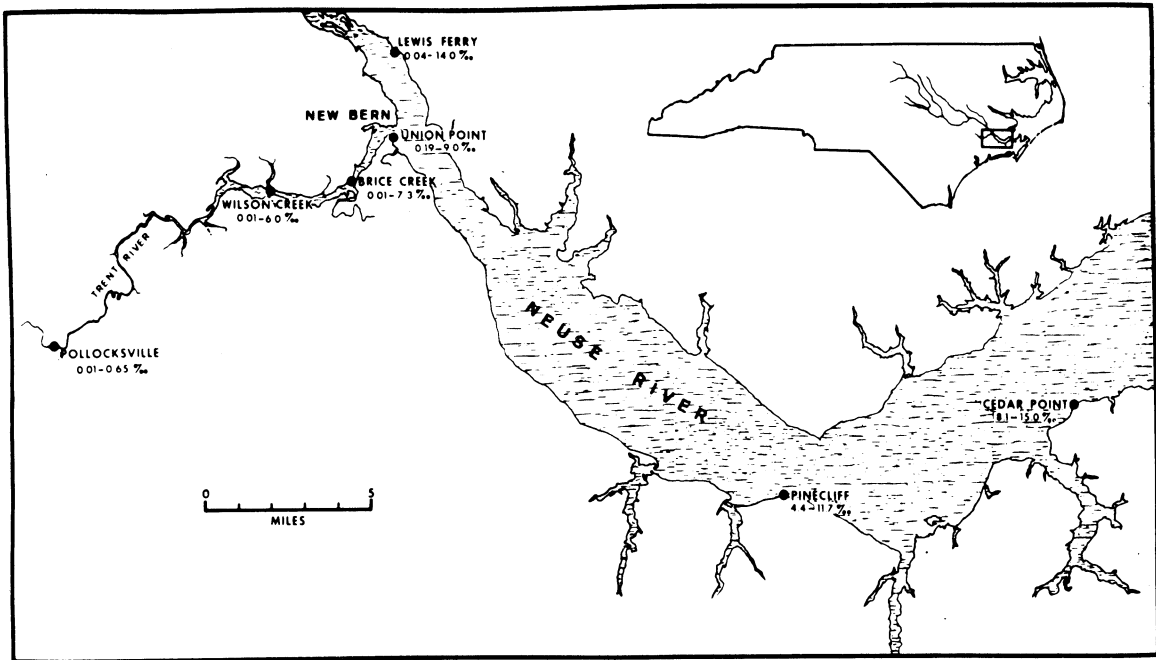 LEWIS FERRY
0.04-14.0 ‰
NEW BERN
UNION POINT
0.19-9.0 ‰
BRICE CREEK
0.01-7.3 ‰
WILSON CREEK
0.01-6.0 ‰
TRENT RIVER
POLLOCKSVILLE
0.01-0.65 ‰
NEUSE
RIVER
CEDAR POINT
8.1-15.0 ‰
PINECLIFF
4.4-11.7 ‰
0 5
MILES